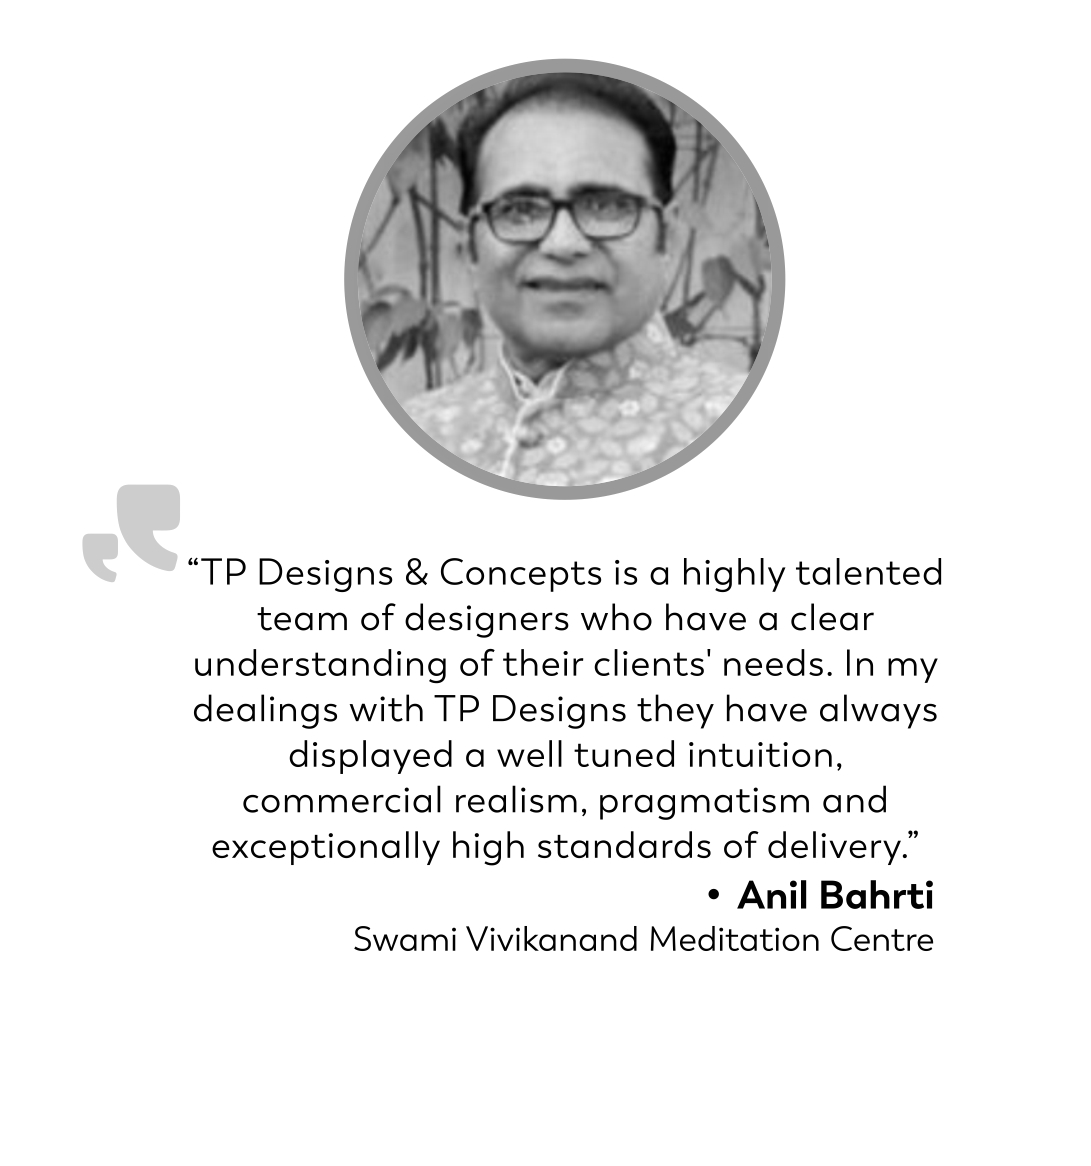 “TP Designs & Concepts is a highly talented
team of designers who have a clear
understanding of their clients' needs. In my
dealings with TP Designs they have always
displayed a well tuned intuition,
commercial realism, pragmatism and
exceptionally high standards of delivery.”
• Anil Bahrti
Swami Vivikanand Meditation Centre